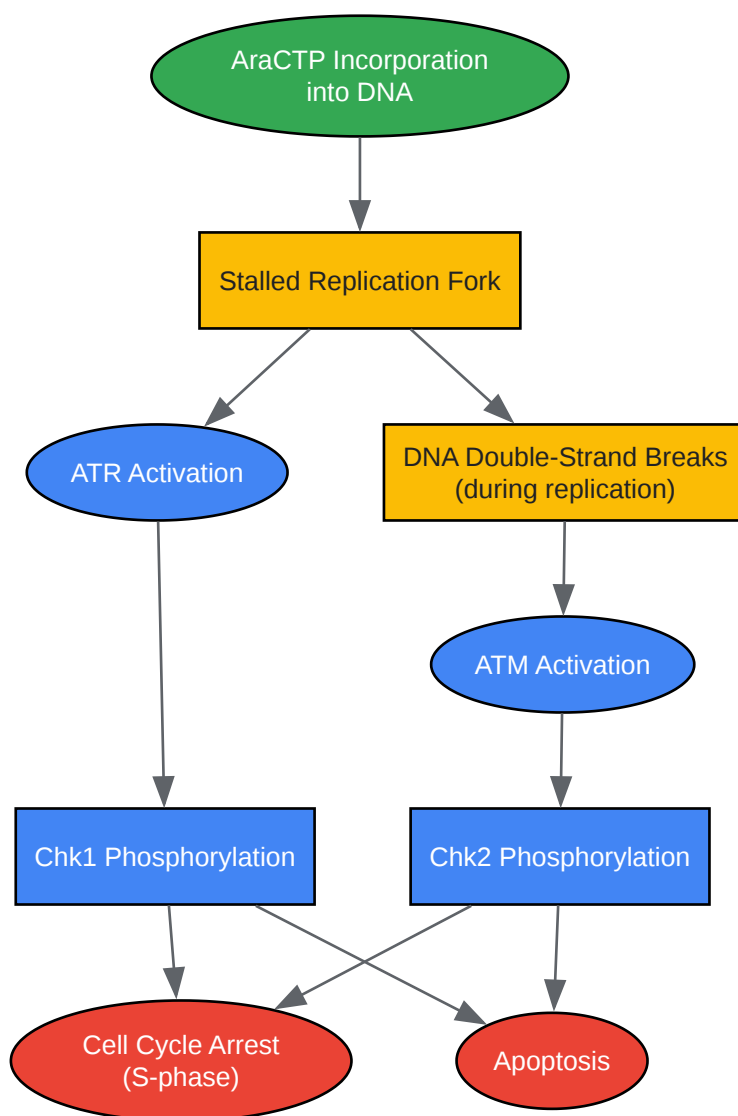 AraCTP Incorporation
into DNA
Stalled Replication Fork
ATR Activation
DNA Double-Strand Breaks
(during replication)
ATM Activation
Chk1 Phosphorylation
Chk2 Phosphorylation
Cell Cycle Arrest
(S-phase)
Apoptosis